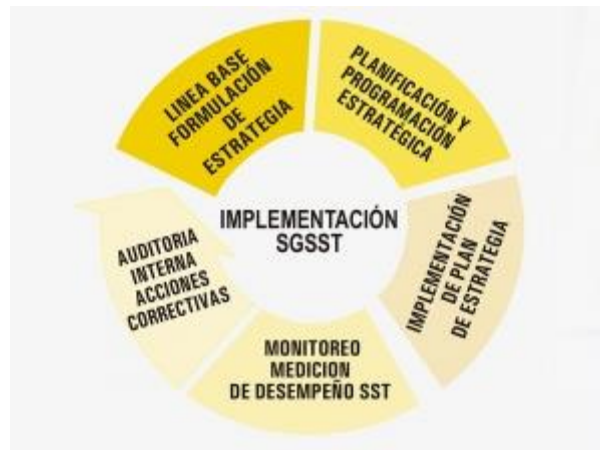 LINEA BASE
FORMULACIÓN
DE
ESTRATEGIA
PLANIFICACIÓN Y
PROGRAMACIÓN
ESTRATÉGICA
IMPLEMENTACIÓN
DE PLAN
DE ESTRATEGIA
MONITOREO
MEDICION
DE DESEMPEÑO SST
AUDITORIA
INTERNA
ACCIONES
CORRECTIVAS
IMPLEMENTACIÓN
SGSST